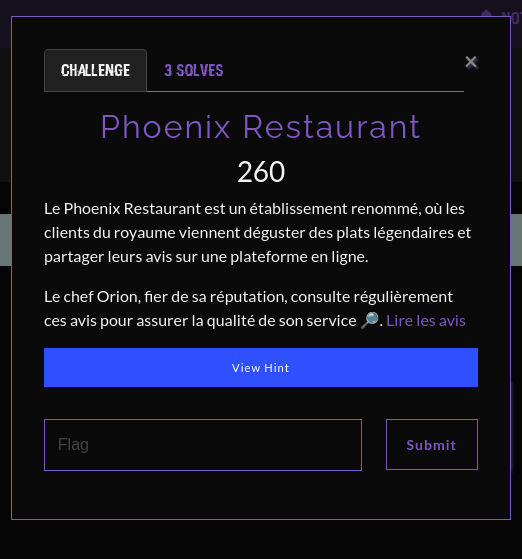 NOT
CHALLENGE
3 SOLVES
×
Phoenix Restaurant
260
Le Phoenix Restaurant est un établissement renommé, où les
clients du royaume viennent déguster des plats légendaires et
partager leurs avis sur une plateforme en ligne.
Le chef Orion, fier de sa réputation, consulte régulièrement
ces avis pour assurer la qualité de son service 🔎. Lire les avis
View Hint
Flag
Submit